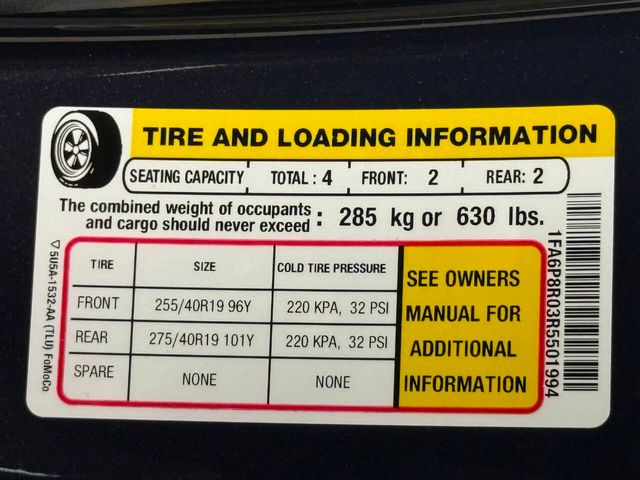 TIRE AND LOADING INFORMATION
SEATING CAPACITY TOTAL : 4 FRONT: 2 REAR: 2
The combined weight of occupants
and cargo should never exceed : 285 kg or 630 lbs.
TIRE SIZE COLD TIRE PRESSURE
FRONT 255/40R19 96Y 220 KPA, 32 PSI
REAR 275/40R19 101Y 220 KPA, 32 PSI
SPARE NONE NONE
SEE OWNERS
MANUAL FOR
ADDITIONAL
INFORMATION
1FA6P8R03R5501994
5U5A-1532-AA (TLU) FoMoCo